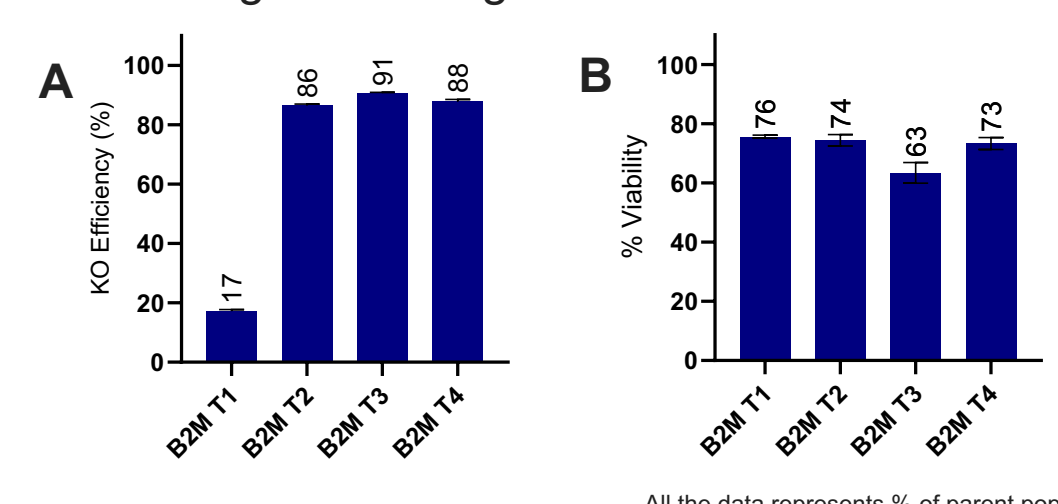 A
KO Efficiency (%)
100
80
60
40
20
0
17
86
91
88
B2M T1
B2M T2
B2M T3
B2M T4
B
% Viability
100
80
60
40
20
0
76
74
63
73
B2M T1
B2M T2
B2M T3
B2M T4
All the data represents % of parent